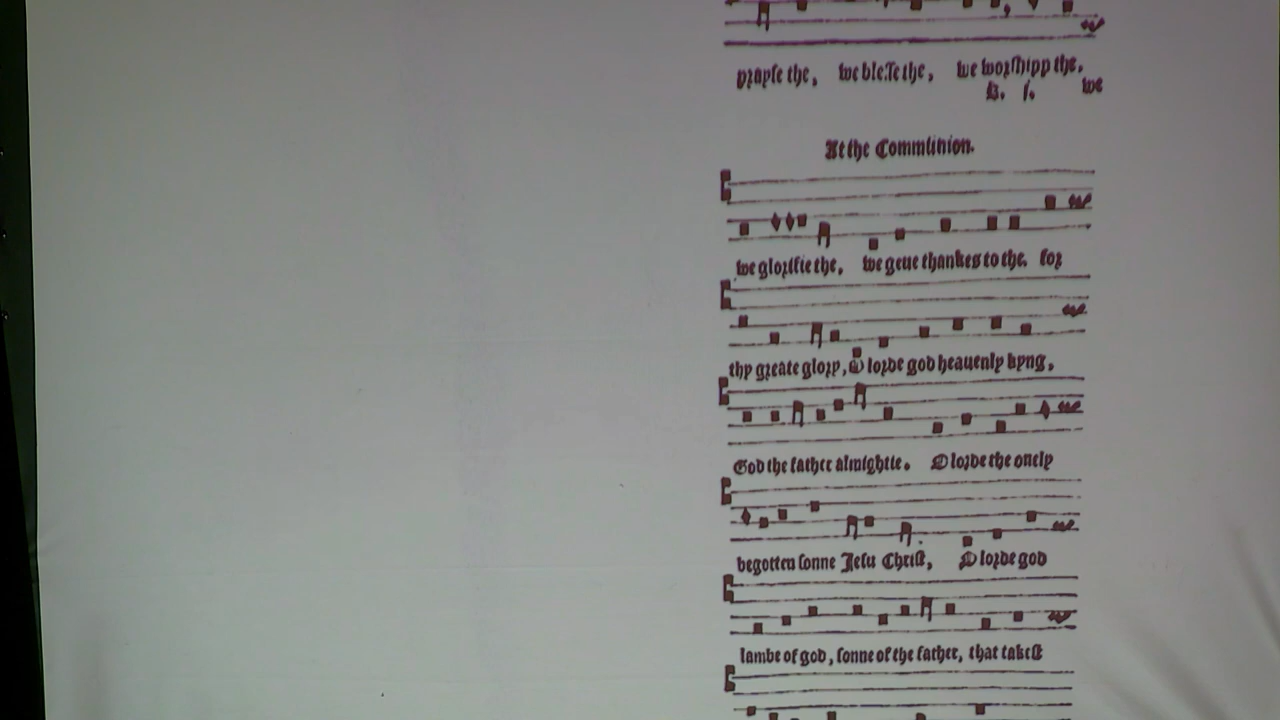 prayse the, we blesse the, we worshipp the,
B. i. we
At the Communion.
we glorifie the, we geue thankes to the. for
thy greate glory, O lorde god heauenly kyng,
God the father almightie. O lorde the onely
begotten sonne Jesu Christ, O lorde god
lambe of god, sonne of the father, that takest